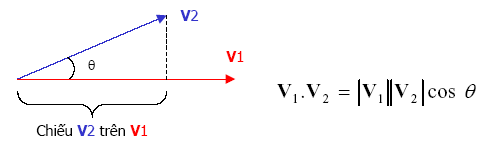 V2
θ
V1
V₁.V₂ = |V₁||V₂| cos θ
Chiếu V2 trên V1